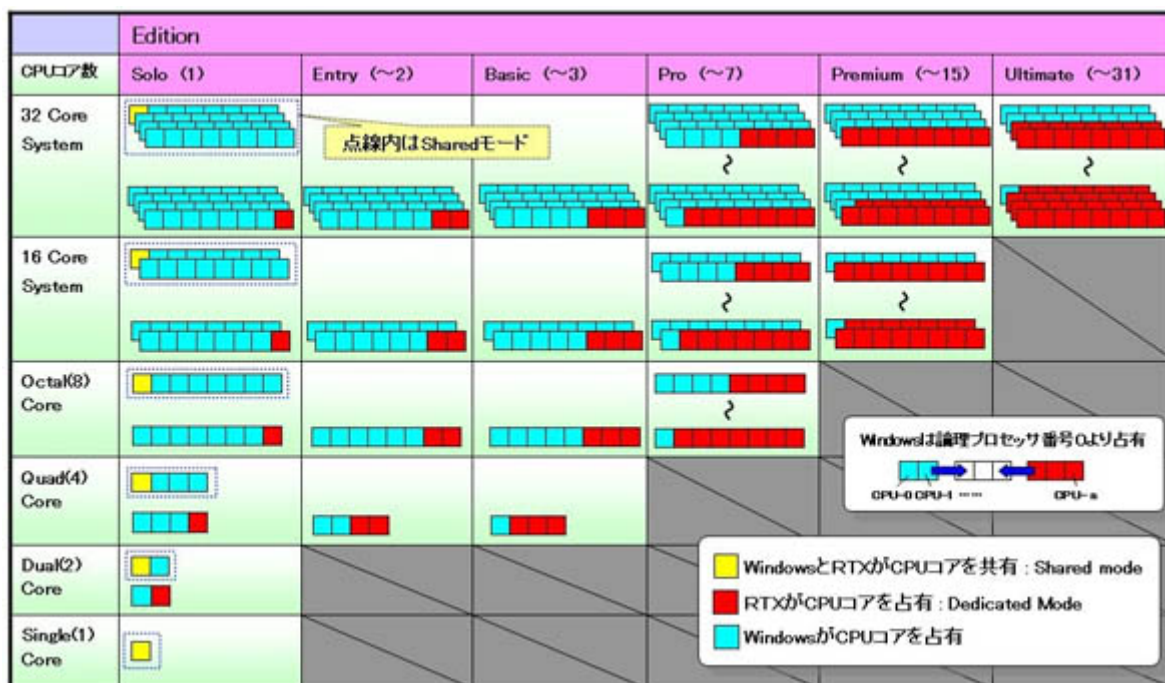 Edition
CPUコア数
Solo (1)
Entry (～2)
Basic (～3)
Pro (～7)
Premium (～15)
Ultimate (～31)
32 Core
System
点線内はSharedモード
16 Core
System
Octal(8)
Core
Windowsは論理プロセッサ番号0より占有
CPU-0 CPU-1 …… CPU-n
Quad(4)
Core
WindowsとRTXがCPUコアを共有 : Shared mode
RTXがCPUコアを占有 : Dedicated Mode
WindowsがCPUコアを占有
Dual(2)
Core
Single(1)
Core